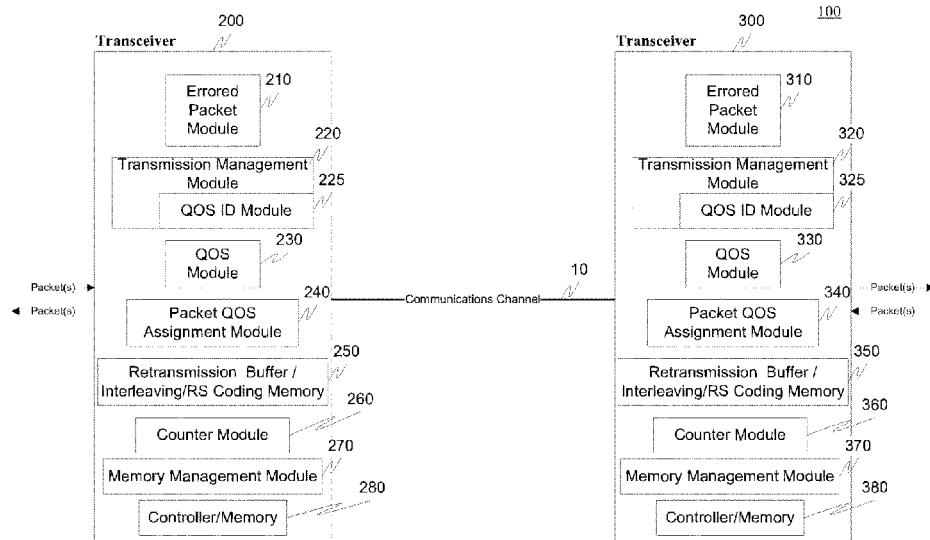 100
200
Transceiver
210
Errored
Packet
Module
220
Transmission Management
Module
225
QOS ID Module
230
QOS
Module
Packet(s)
Packet(s)
240
Packet QOS
Assignment Module
250
Retransmission Buffer /
Interleaving/RS Coding Memory
260
Counter Module
270
Memory Management Module
280
Controller/Memory
10
Communications Channel
300
Transceiver
310
Errored
Packet
Module
320
Transmission Management
Module
325
QOS ID Module
330
QOS
Module
340
Packet(s)
Packet(s)
Packet QOS
Assignment Module
350
Retransmission Buffer /
Interleaving/RS Coding Memory
360
Counter Module
370
Memory Management Module
380
Controller/Memory